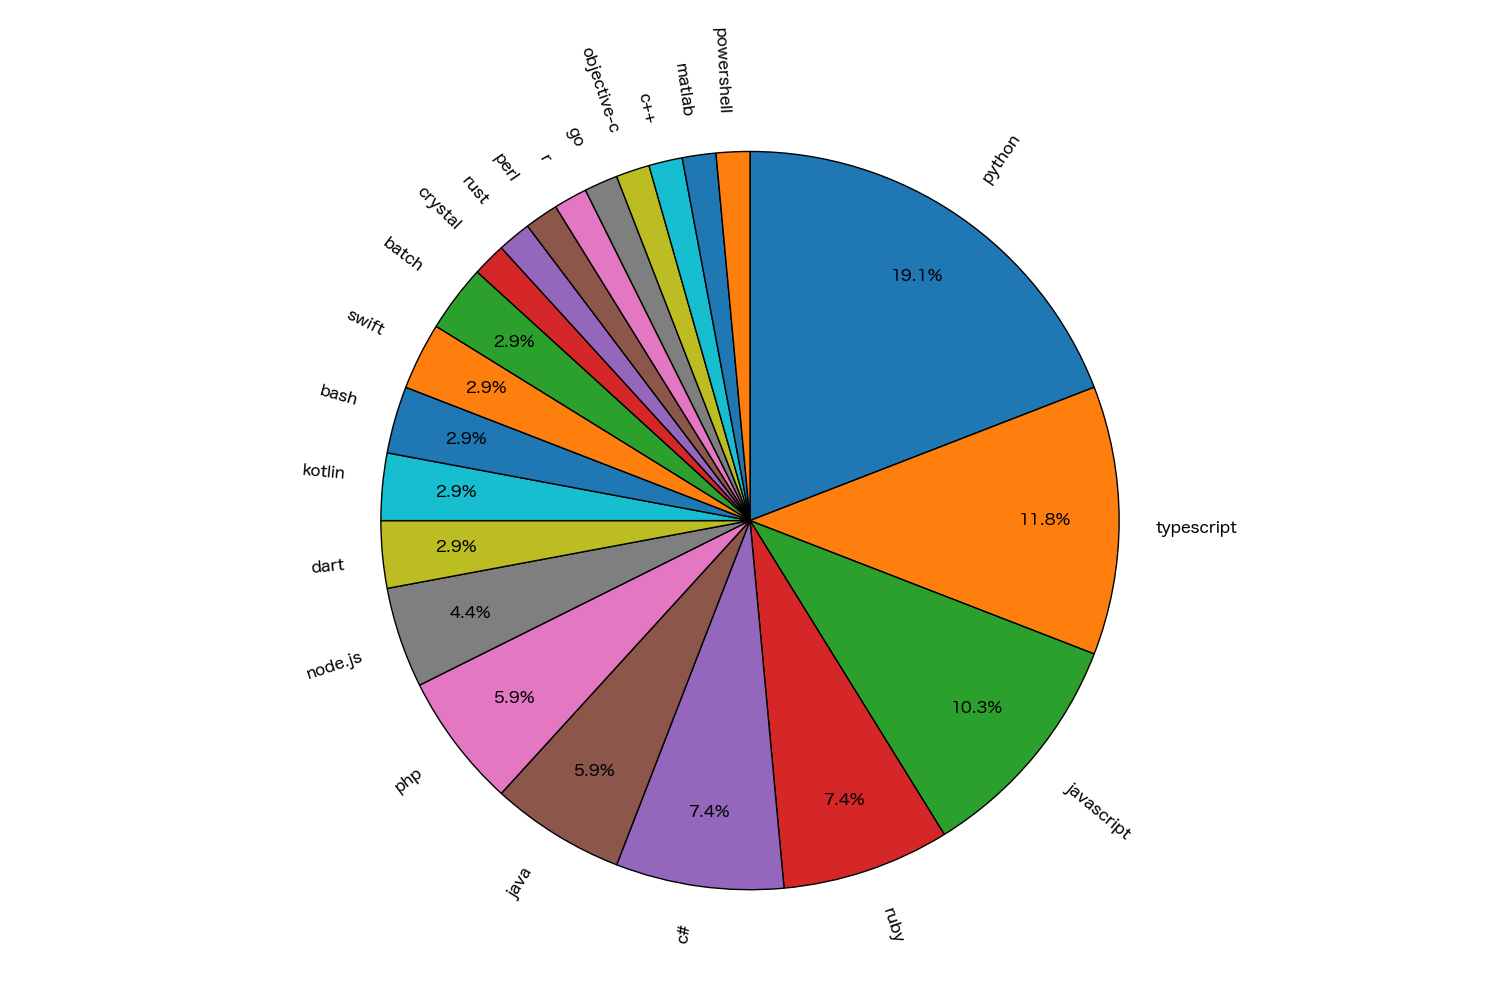 powershell
matlab
c++
objective-c
go
r
perl
rust
crystal
batch
swift
bash
kotlin
dart
node.js
php
java
c#
ruby
javascript
typescript
python
19.1%
11.8%
10.3%
7.4%
7.4%
5.9%
5.9%
4.4%
2.9%
2.9%
2.9%
2.9%
2.9%